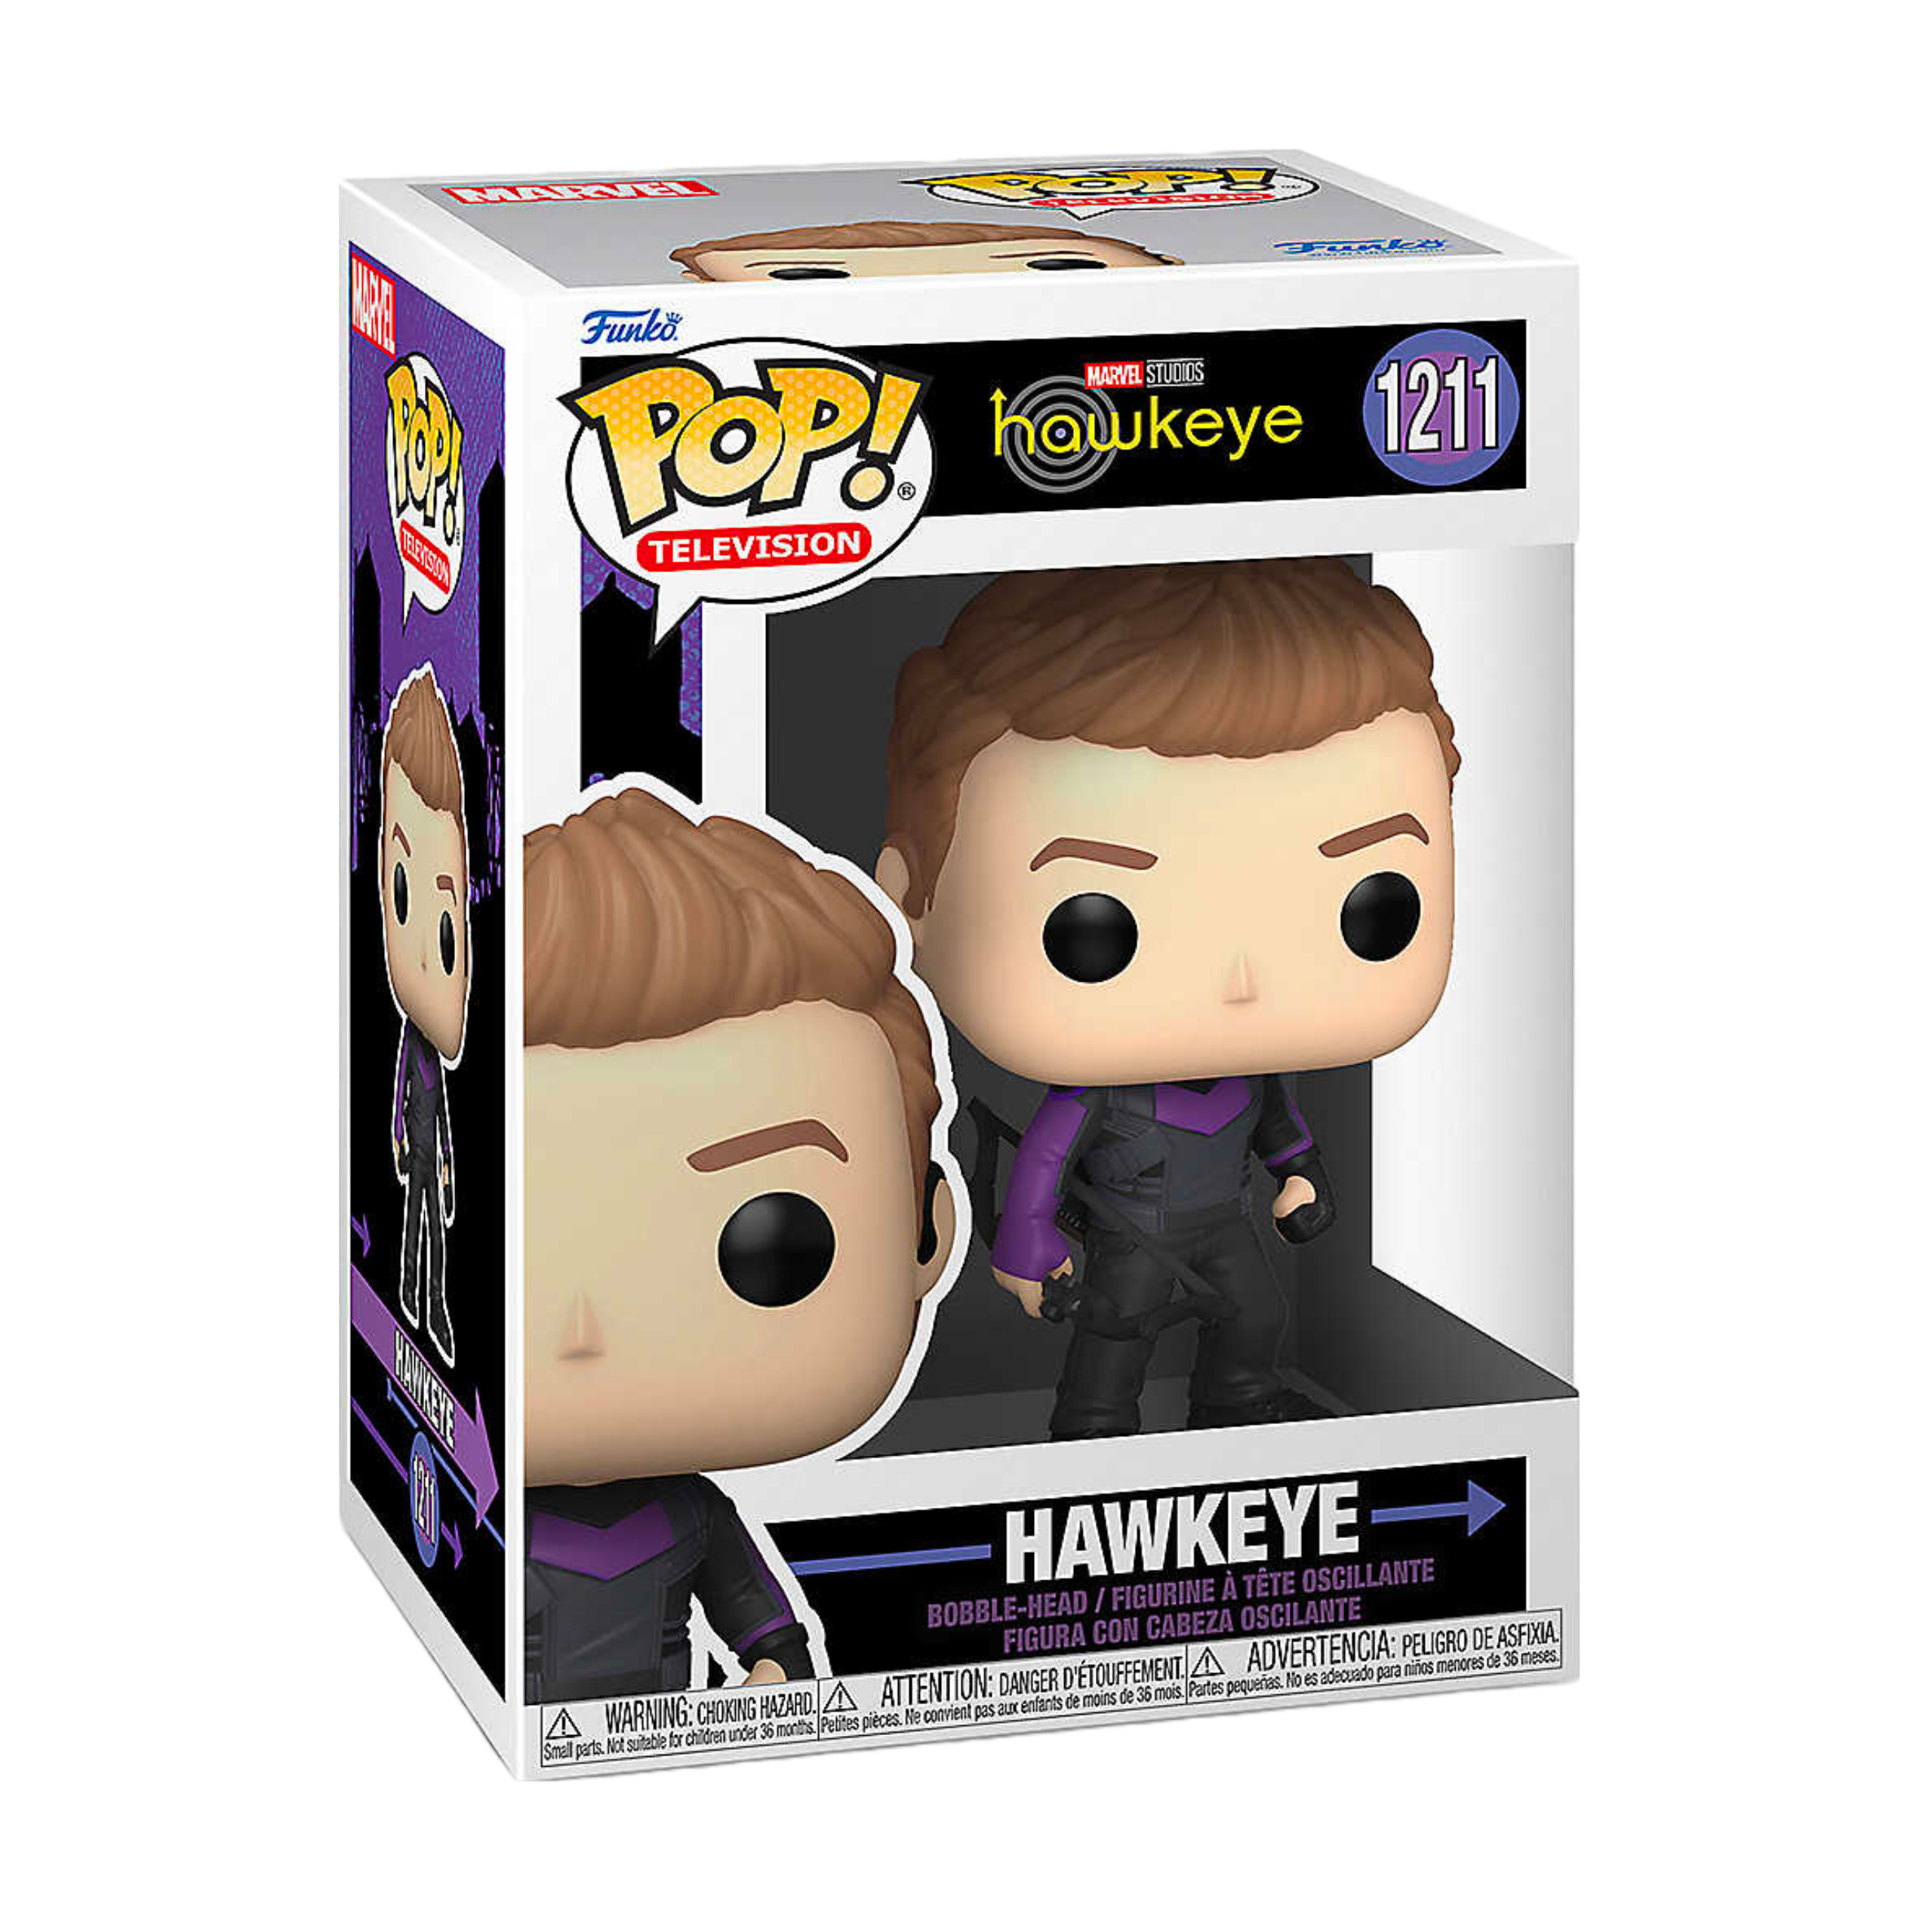 MARVEL
POP!
TELEVISION
Funko
MARVEL
POP!
TELEVISION
HAWKEYE
1211
Funko
POP!®
TELEVISION
MARVEL STUDIOS
hawkeye
1211
HAWKEYE
BOBBLE-HEAD / FIGURINE À TÊTE OSCILLANTE
FIGURA CON CABEZA OSCILANTE
WARNING: CHOKING HAZARD.
Small parts. Not suitable for children under 36 months.
ATTENTION: DANGER D'ÉTOUFFEMENT.
Petites pièces. Ne convient pas aux enfants de moins de 36 mois.
ADVERTENCIA: PELIGRO DE ASFIXIA.
Partes pequeñas. No es adecuado para niños menores de 36 meses.